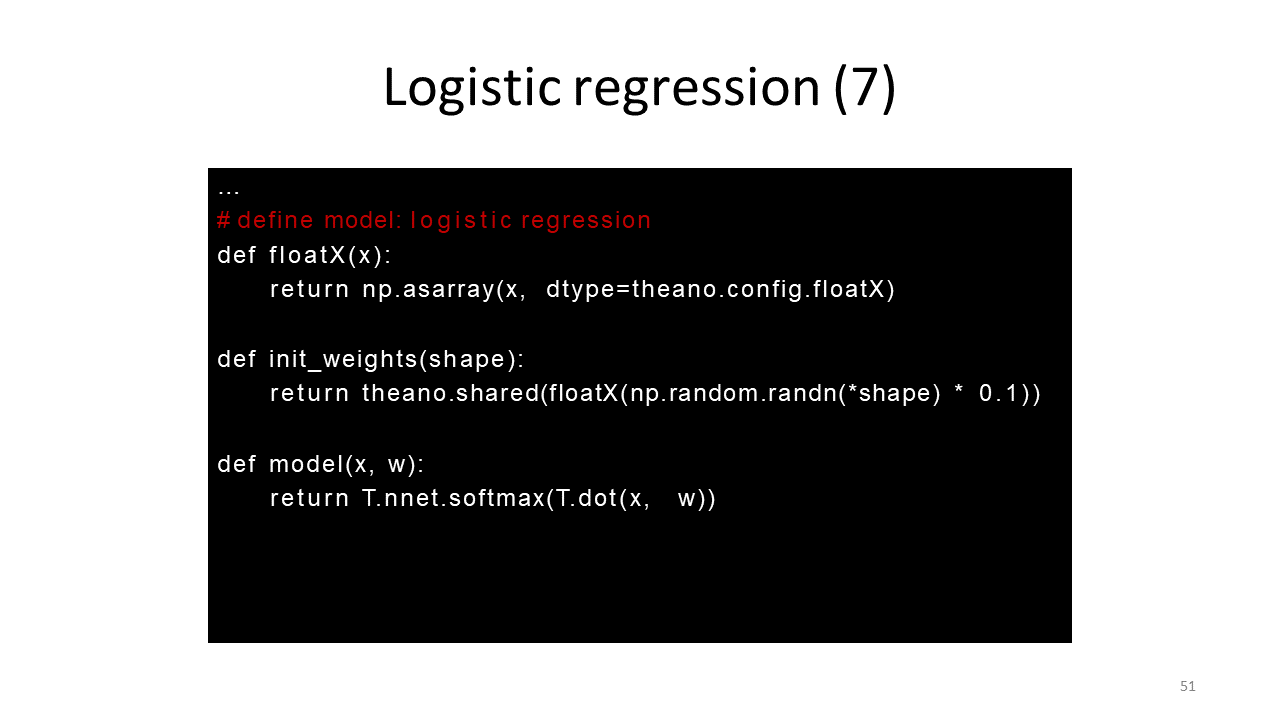 Logistic regression (7)
...
# define model: logistic regression
def floatX(x):
return np.asarray(x, dtype=theano.config.floatX)
def init_weights(shape):
return theano.shared(floatX(np.random.randn(*shape) * 0.1))
def model(x, w):
return T.nnet.softmax(T.dot(x, w))
51